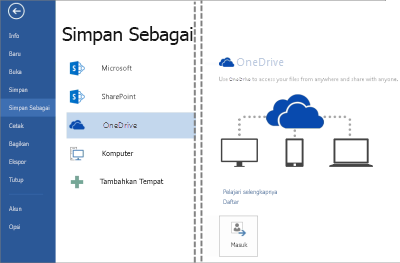 Simpan Sebagai
Info
Baru
Buka
Simpan
Simpan Sebagai
Cetak
Bagikan
Ekspor
Tutup
Akun
Opsi
Microsoft
SharePoint
OneDrive
Komputer
Tambahkan Tempat
OneDrive
Use OneDrive to access your files from anywhere and share with anyone.
Pelajari selengkapnya
Daftar
Masuk